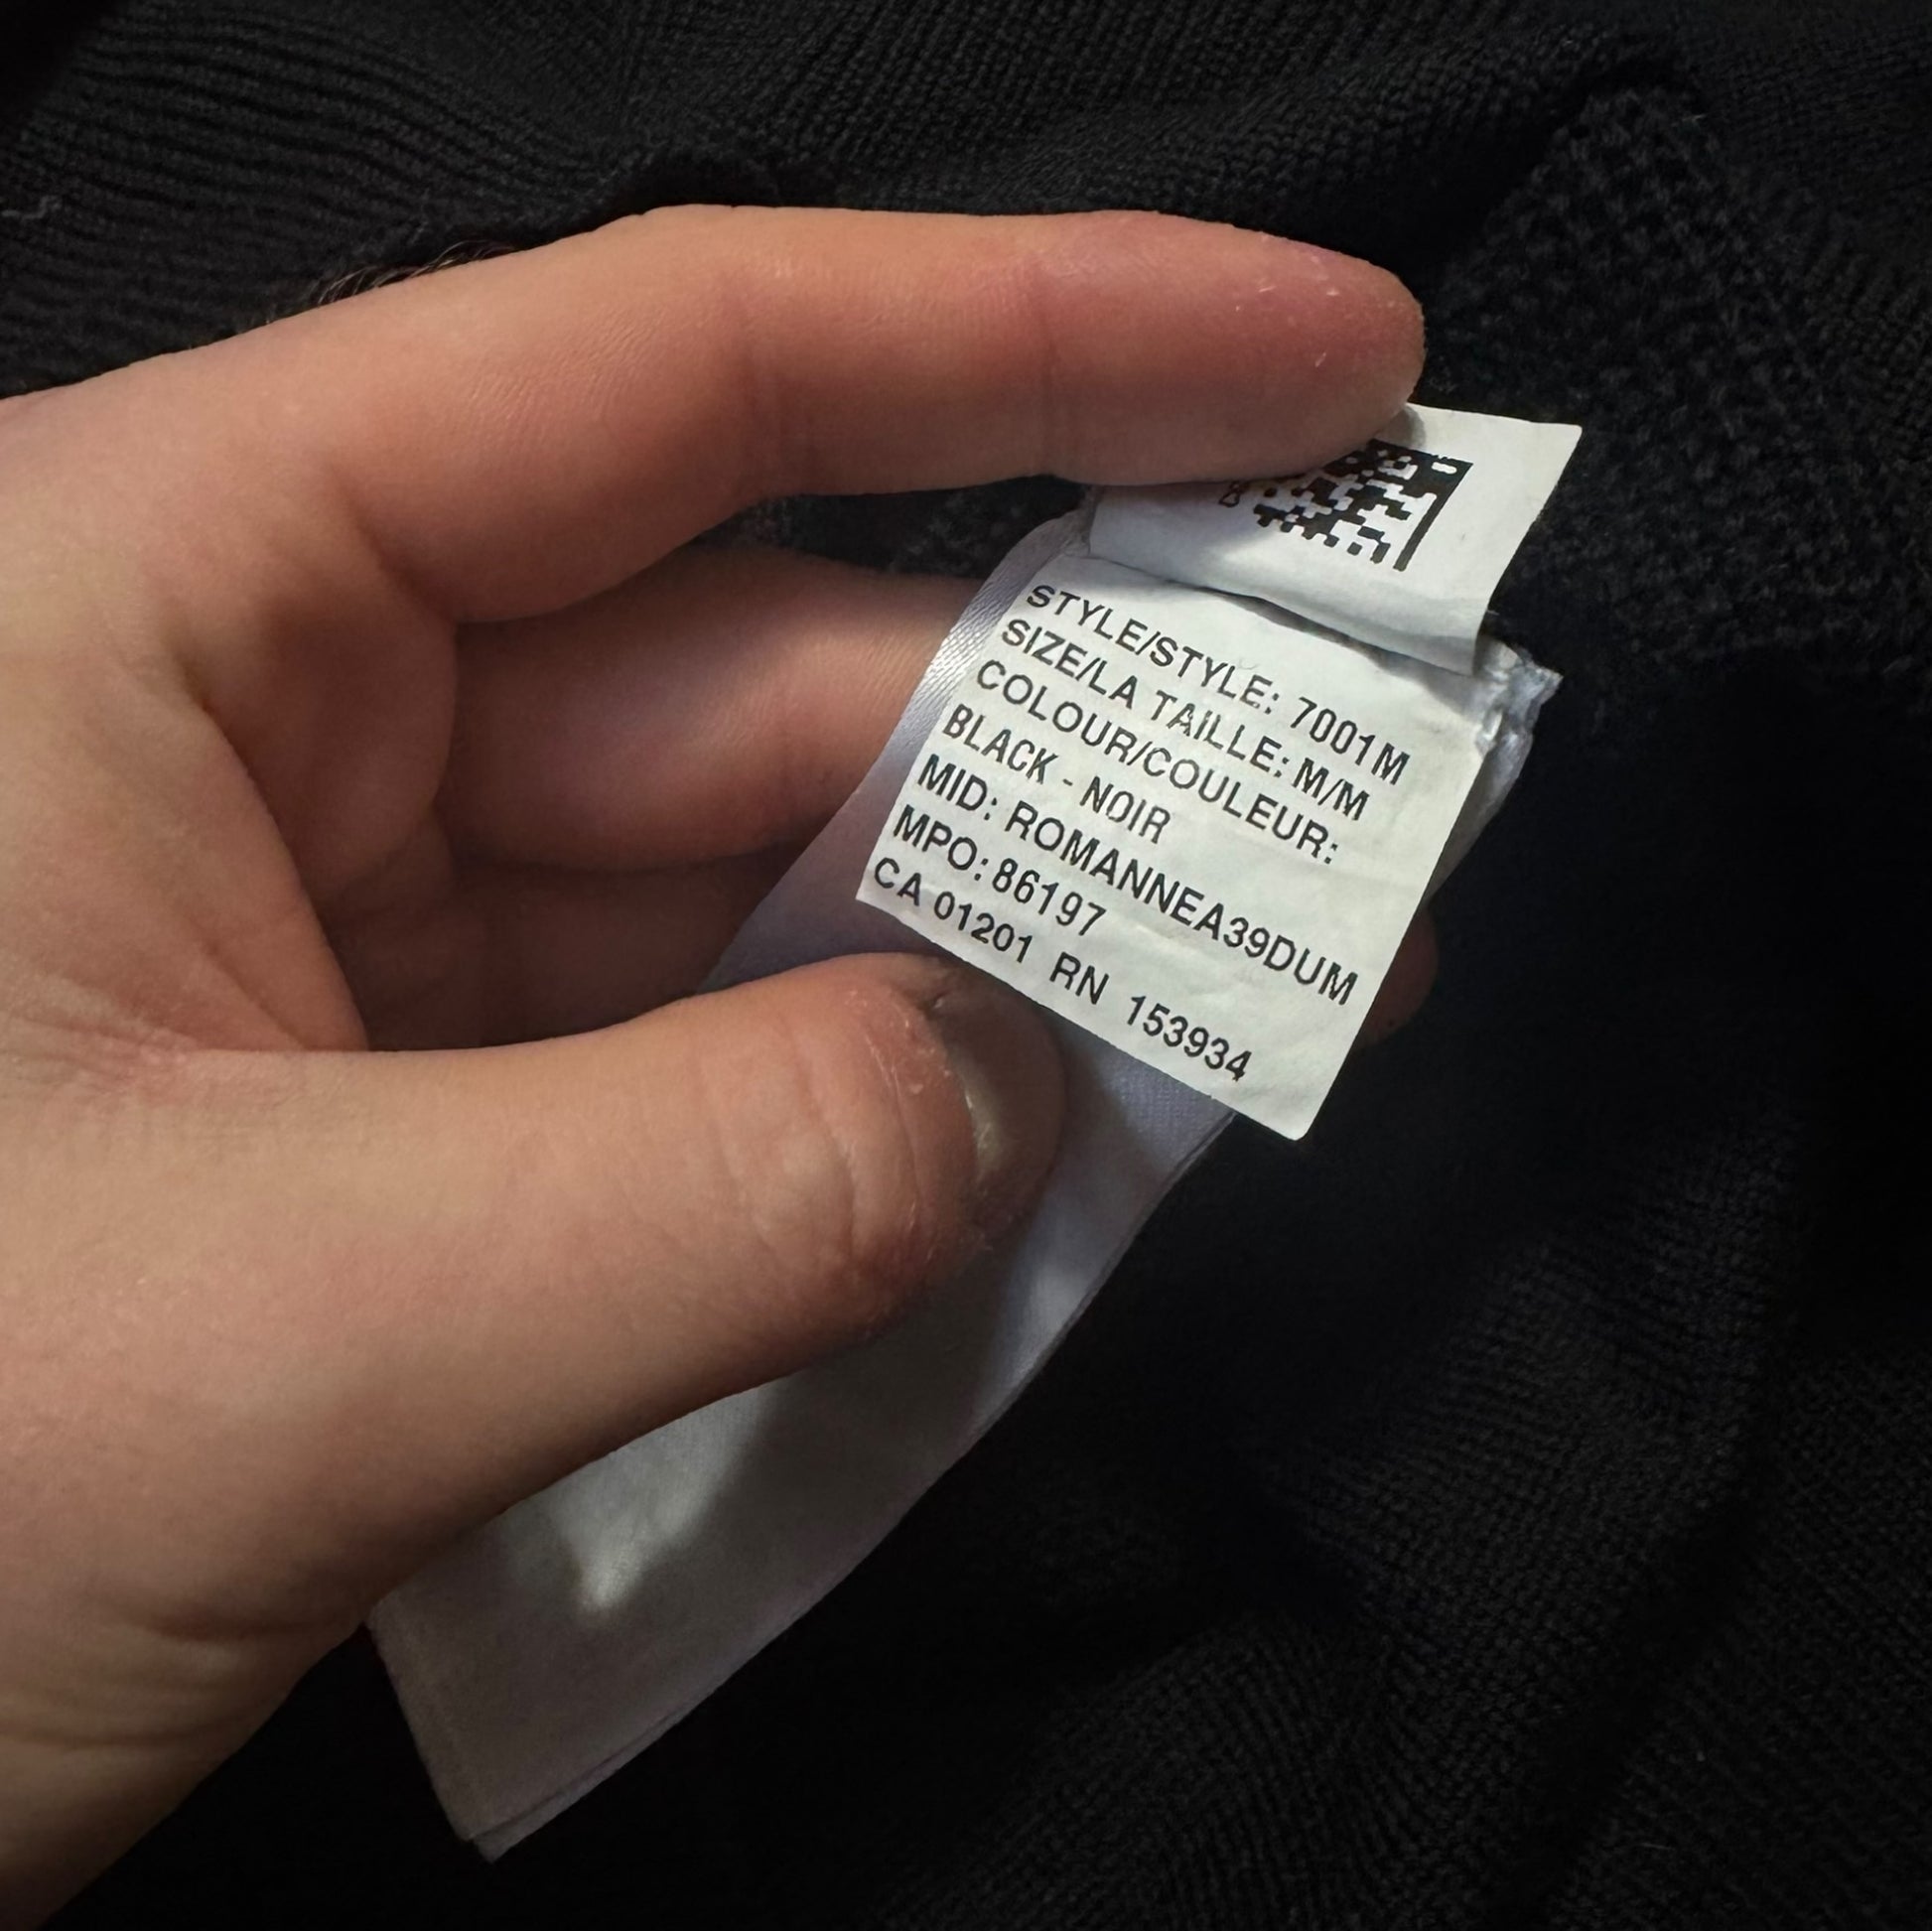 STYLE/STYLE: 7001M
SIZE/LA TAILLE: M/M
COLOUR/COULEUR:
BLACK - NOIR
MID: ROMANNEA39DUM
MPO: 86197
CA 01201 RN 153934